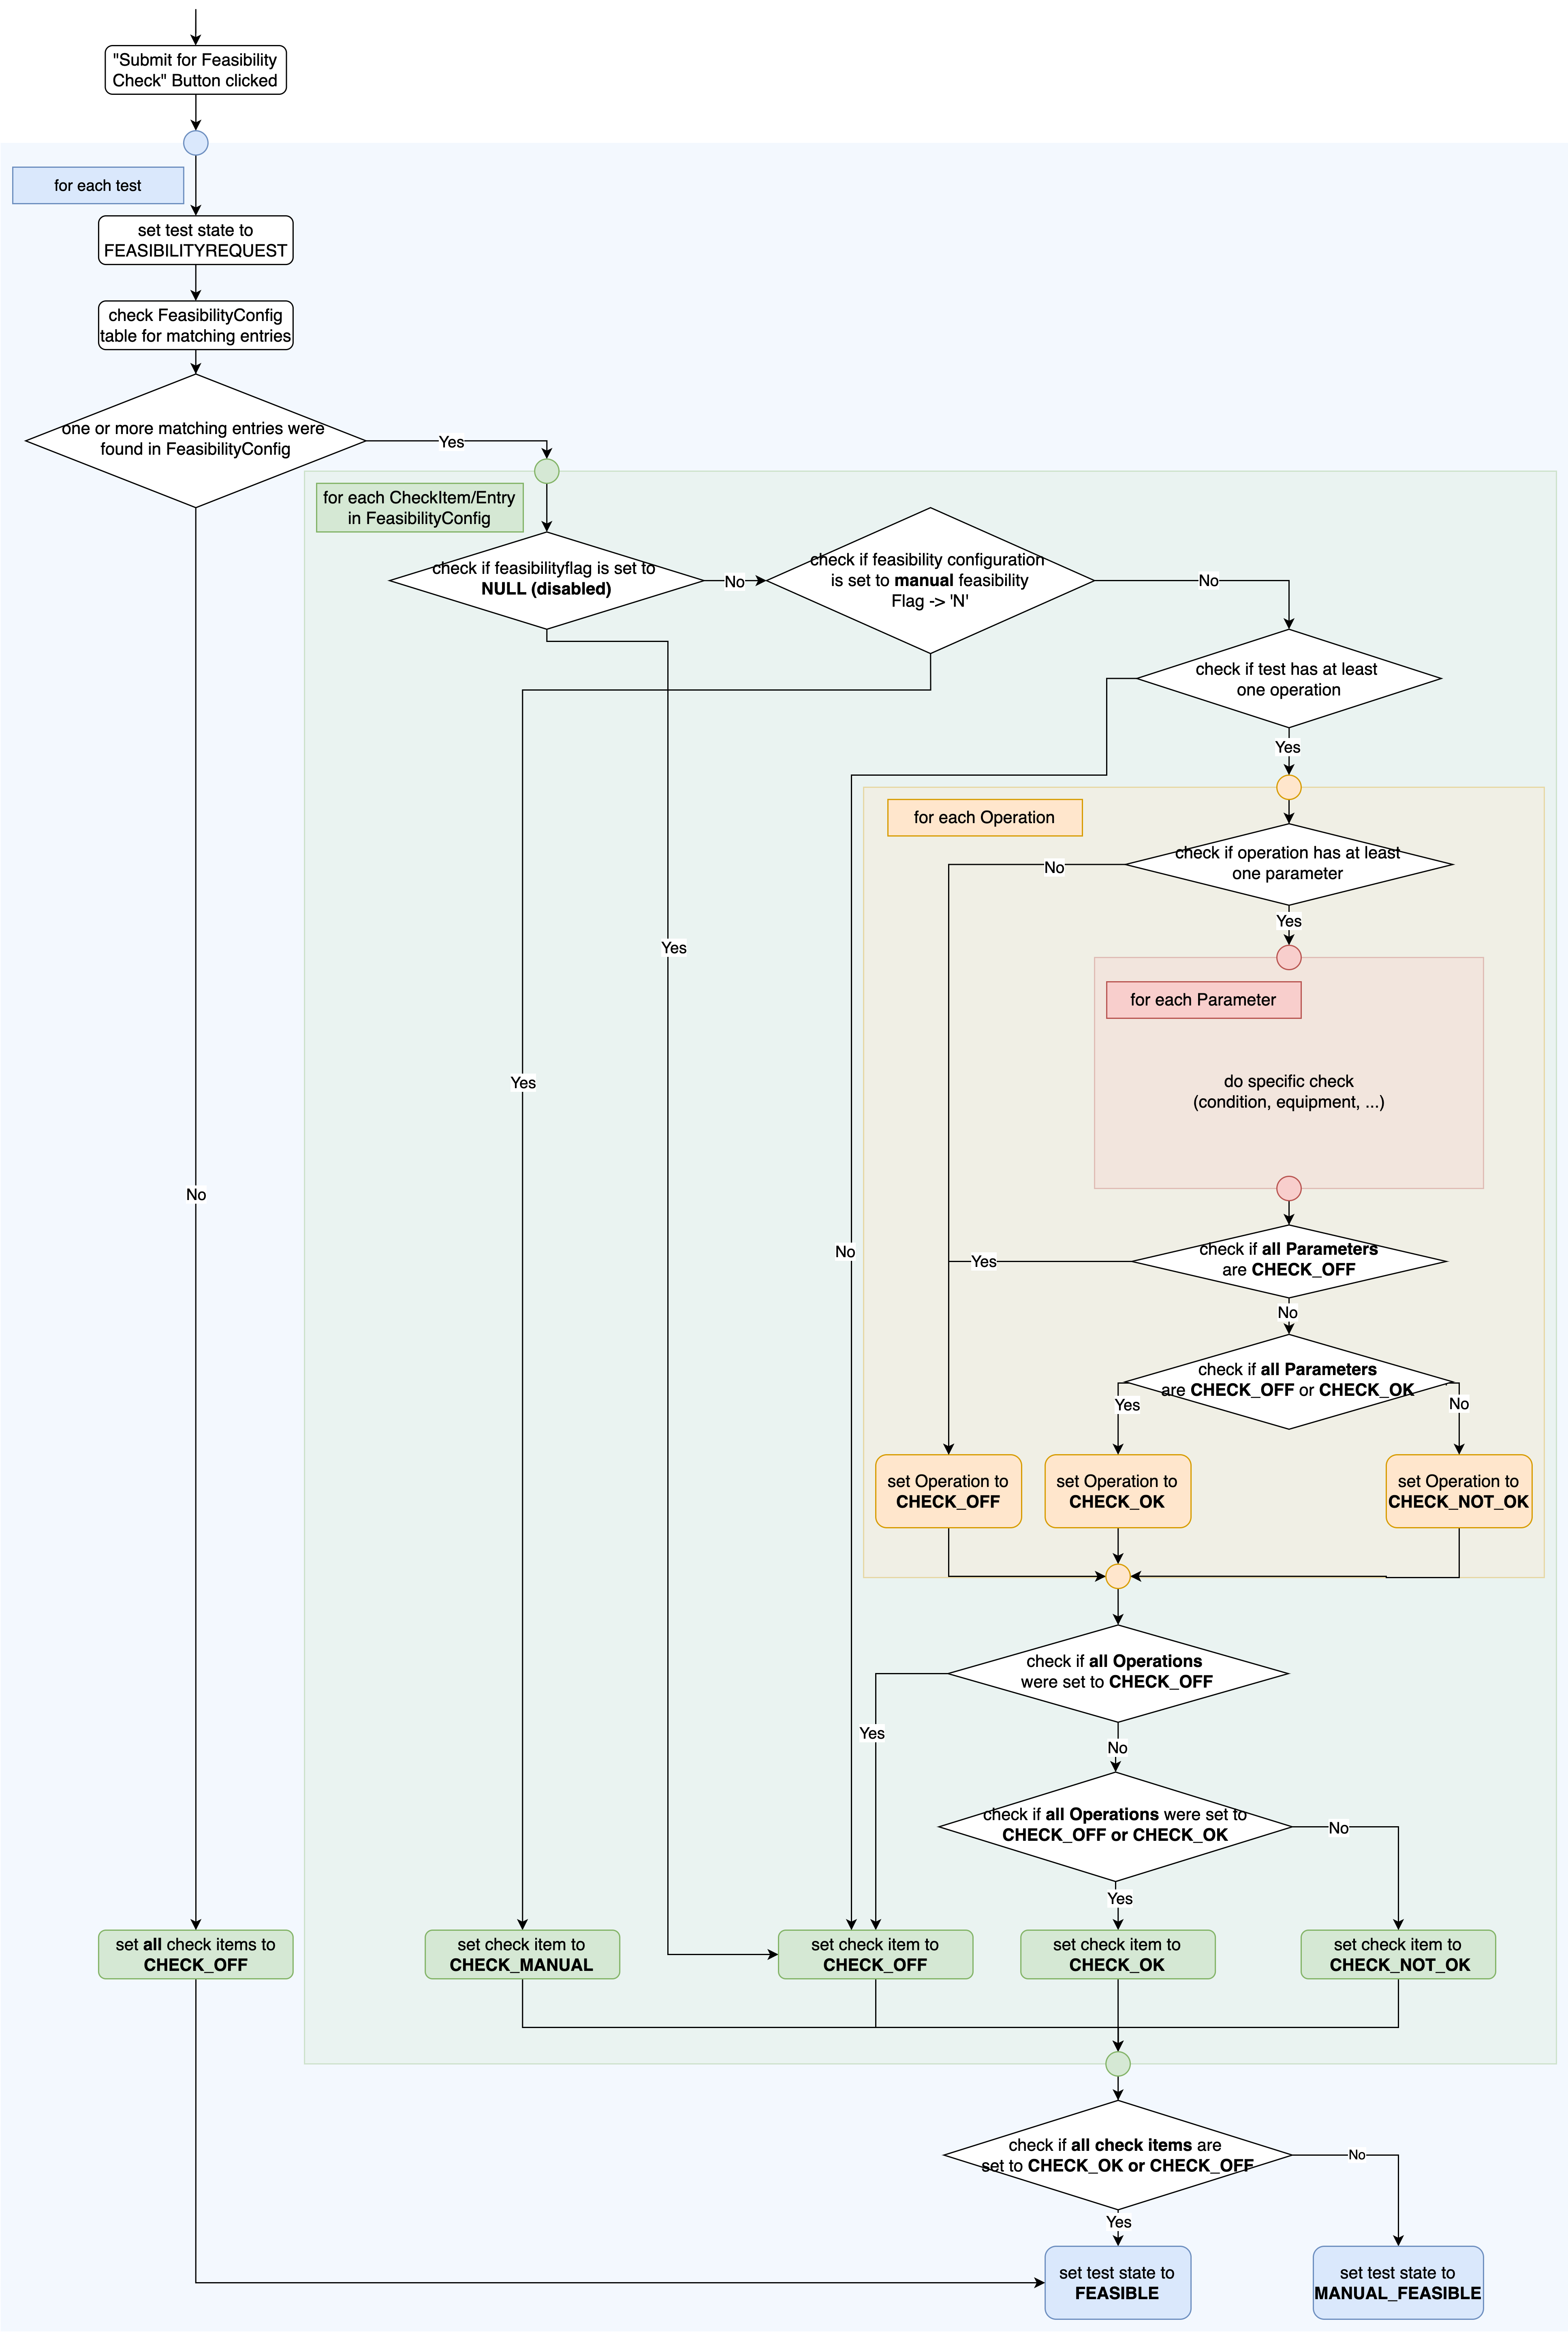 "Submit for Feasibility
Check" Button clicked
for each test
set test state to
FEASIBILITYREQUEST
check FeasibilityConfig
table for matching entries
one or more matching entries were
found in FeasibilityConfig
Yes
for each CheckItem/Entry
in FeasibilityConfig
check if feasibilityflag is set to
NULL (disabled)
No
check if feasibility configuration
is set to manual feasibility
Flag -> 'N'
No
check if test has at least
one operation
Yes
for each Operation
check if operation has at least
one parameter
No
Yes
Yes
for each Parameter
do specific check
(condition, equipment, ...)
Yes
No
No
check if all Parameters
are CHECK_OFF
Yes
No
check if all Parameters
are CHECK_OFF or CHECK_OK
Yes
No
set Operation to
CHECK_OFF
set Operation to
CHECK_OK
set Operation to
CHECK_NOT_OK
check if all Operations
were set to CHECK_OFF
Yes
No
check if all Operations were set to
CHECK_OFF or CHECK_OK
No
Yes
set all check items to
CHECK_OFF
set check item to
CHECK_MANUAL
set check item to
CHECK_OFF
set check item to
CHECK_OK
set check item to
CHECK_NOT_OK
check if all check items are
set to CHECK_OK or CHECK_OFF
No
Yes
set test state to
FEASIBLE
set test state to
MANUAL_FEASIBLE